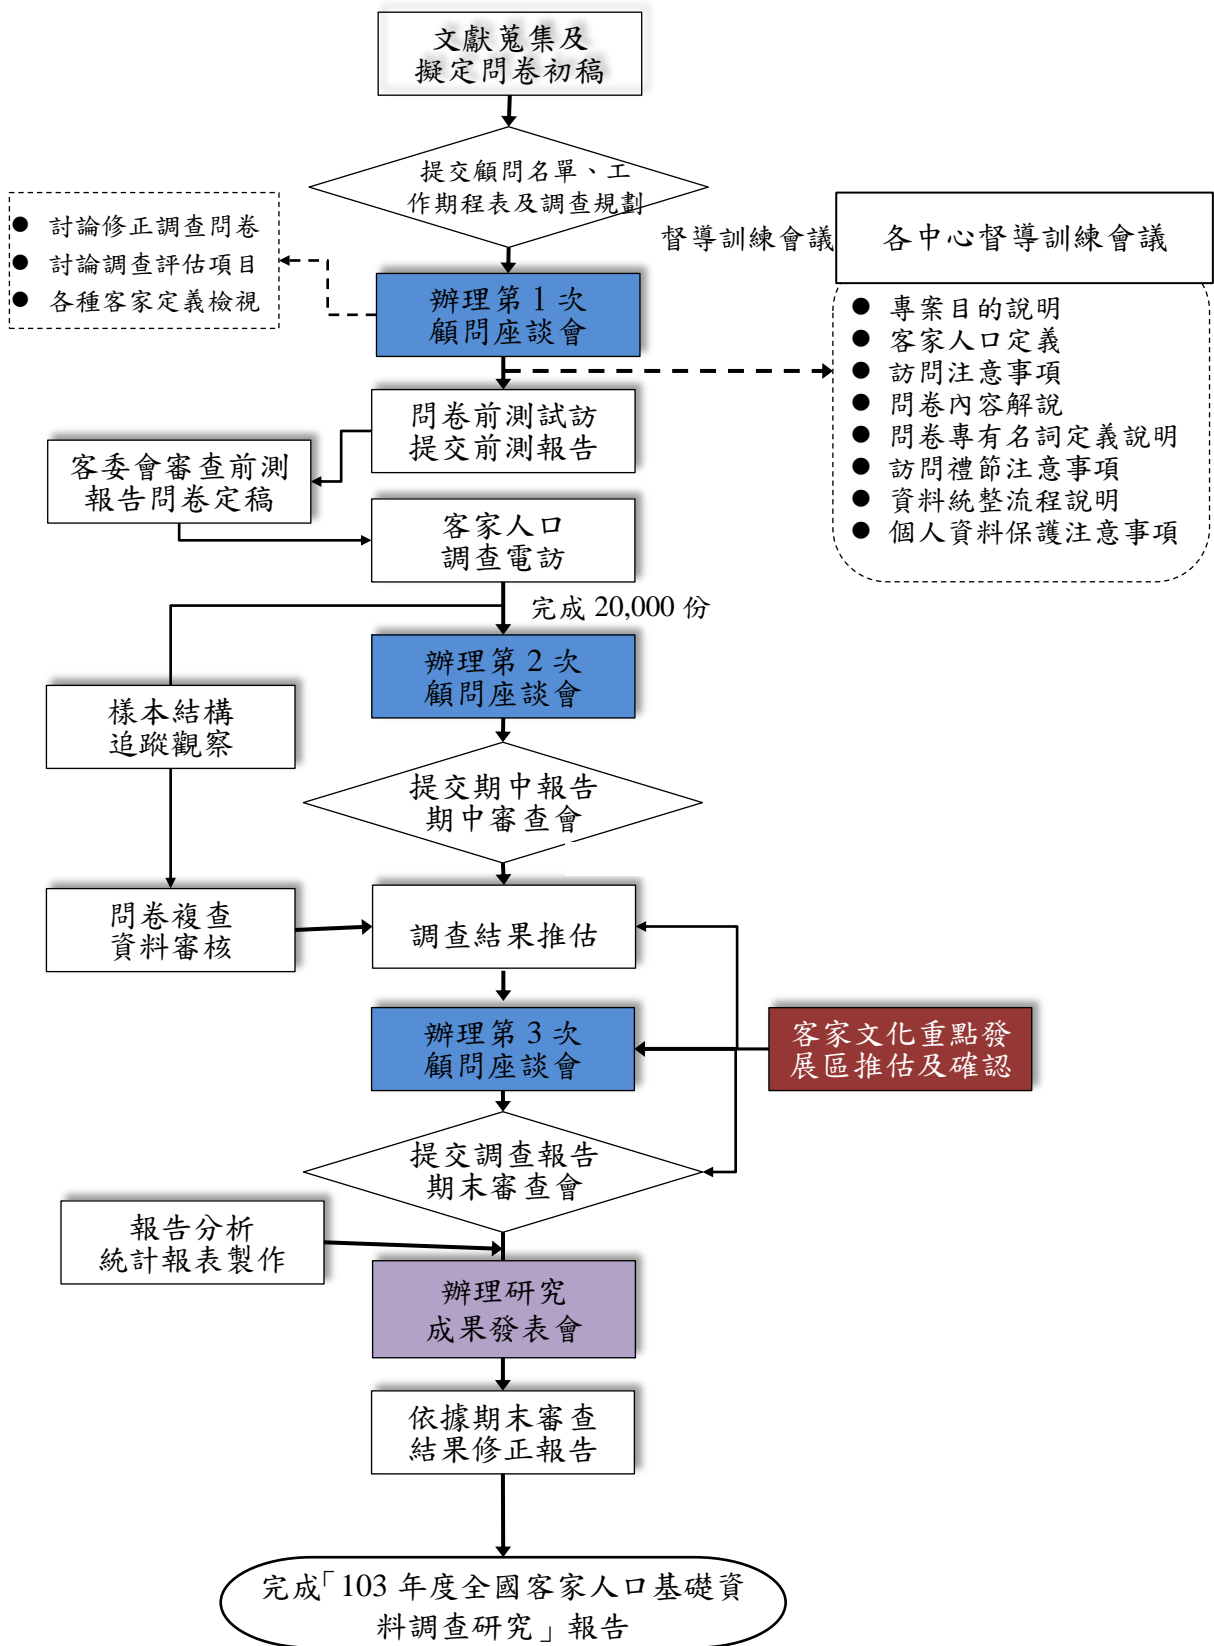 文獻蒐集及
擬定問卷初稿
提交顧問名單、工
作期程表及調查規劃
● 討論修正調查問卷
● 討論調查評估項目
● 各種客家定義檢視
督導訓練會議
各中心督導訓練會議
● 專案目的說明
● 客家人口定義
● 訪問注意事項
● 問卷內容解說
● 問卷專有名詞定義說明
● 訪問禮節注意事項
● 資料統整流程說明
● 個人資料保護注意事項
辦理第 1 次
顧問座談會
問卷前測試訪
提交前測報告
客委會審查前測
報告問卷定稿
客家人口
調查電訪
完成 20,000 份
辦理第 2 次
顧問座談會
樣本結構
追蹤觀察
提交期中報告
期中審查會
問卷複查
資料審核
調查結果推估
辦理第 3 次
顧問座談會
客家文化重點發
展區推估及確認
提交調查報告
期末審查會
報告分析
統計報表製作
辦理研究
成果發表會
依據期末審查
結果修正報告
完成「103 年度全國客家人口基礎資
料調查研究」報告